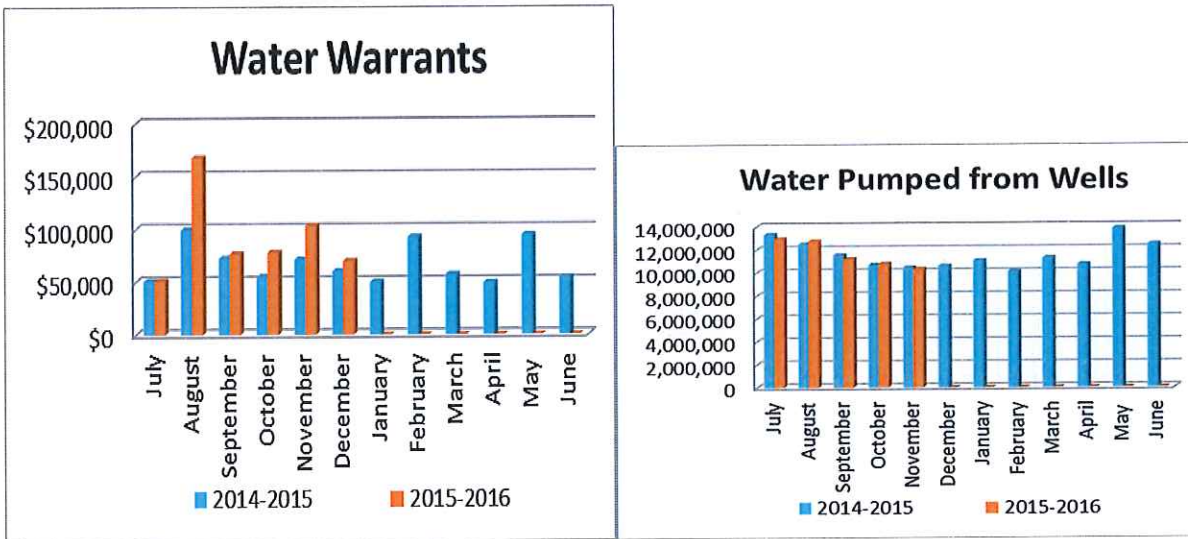 Water Warrants
$200,000
$150,000
$100,000
$50,000
$0
July
August
September
October
November
December
January
February
March
April
May
June
2014-2015 2015-2016
Water Pumped from Wells
14,000,000
12,000,000
10,000,000
8,000,000
6,000,000
4,000,000
2,000,000
0
July
August
September
October
November
December
January
February
March
April
May
June
2014-2015 2015-2016